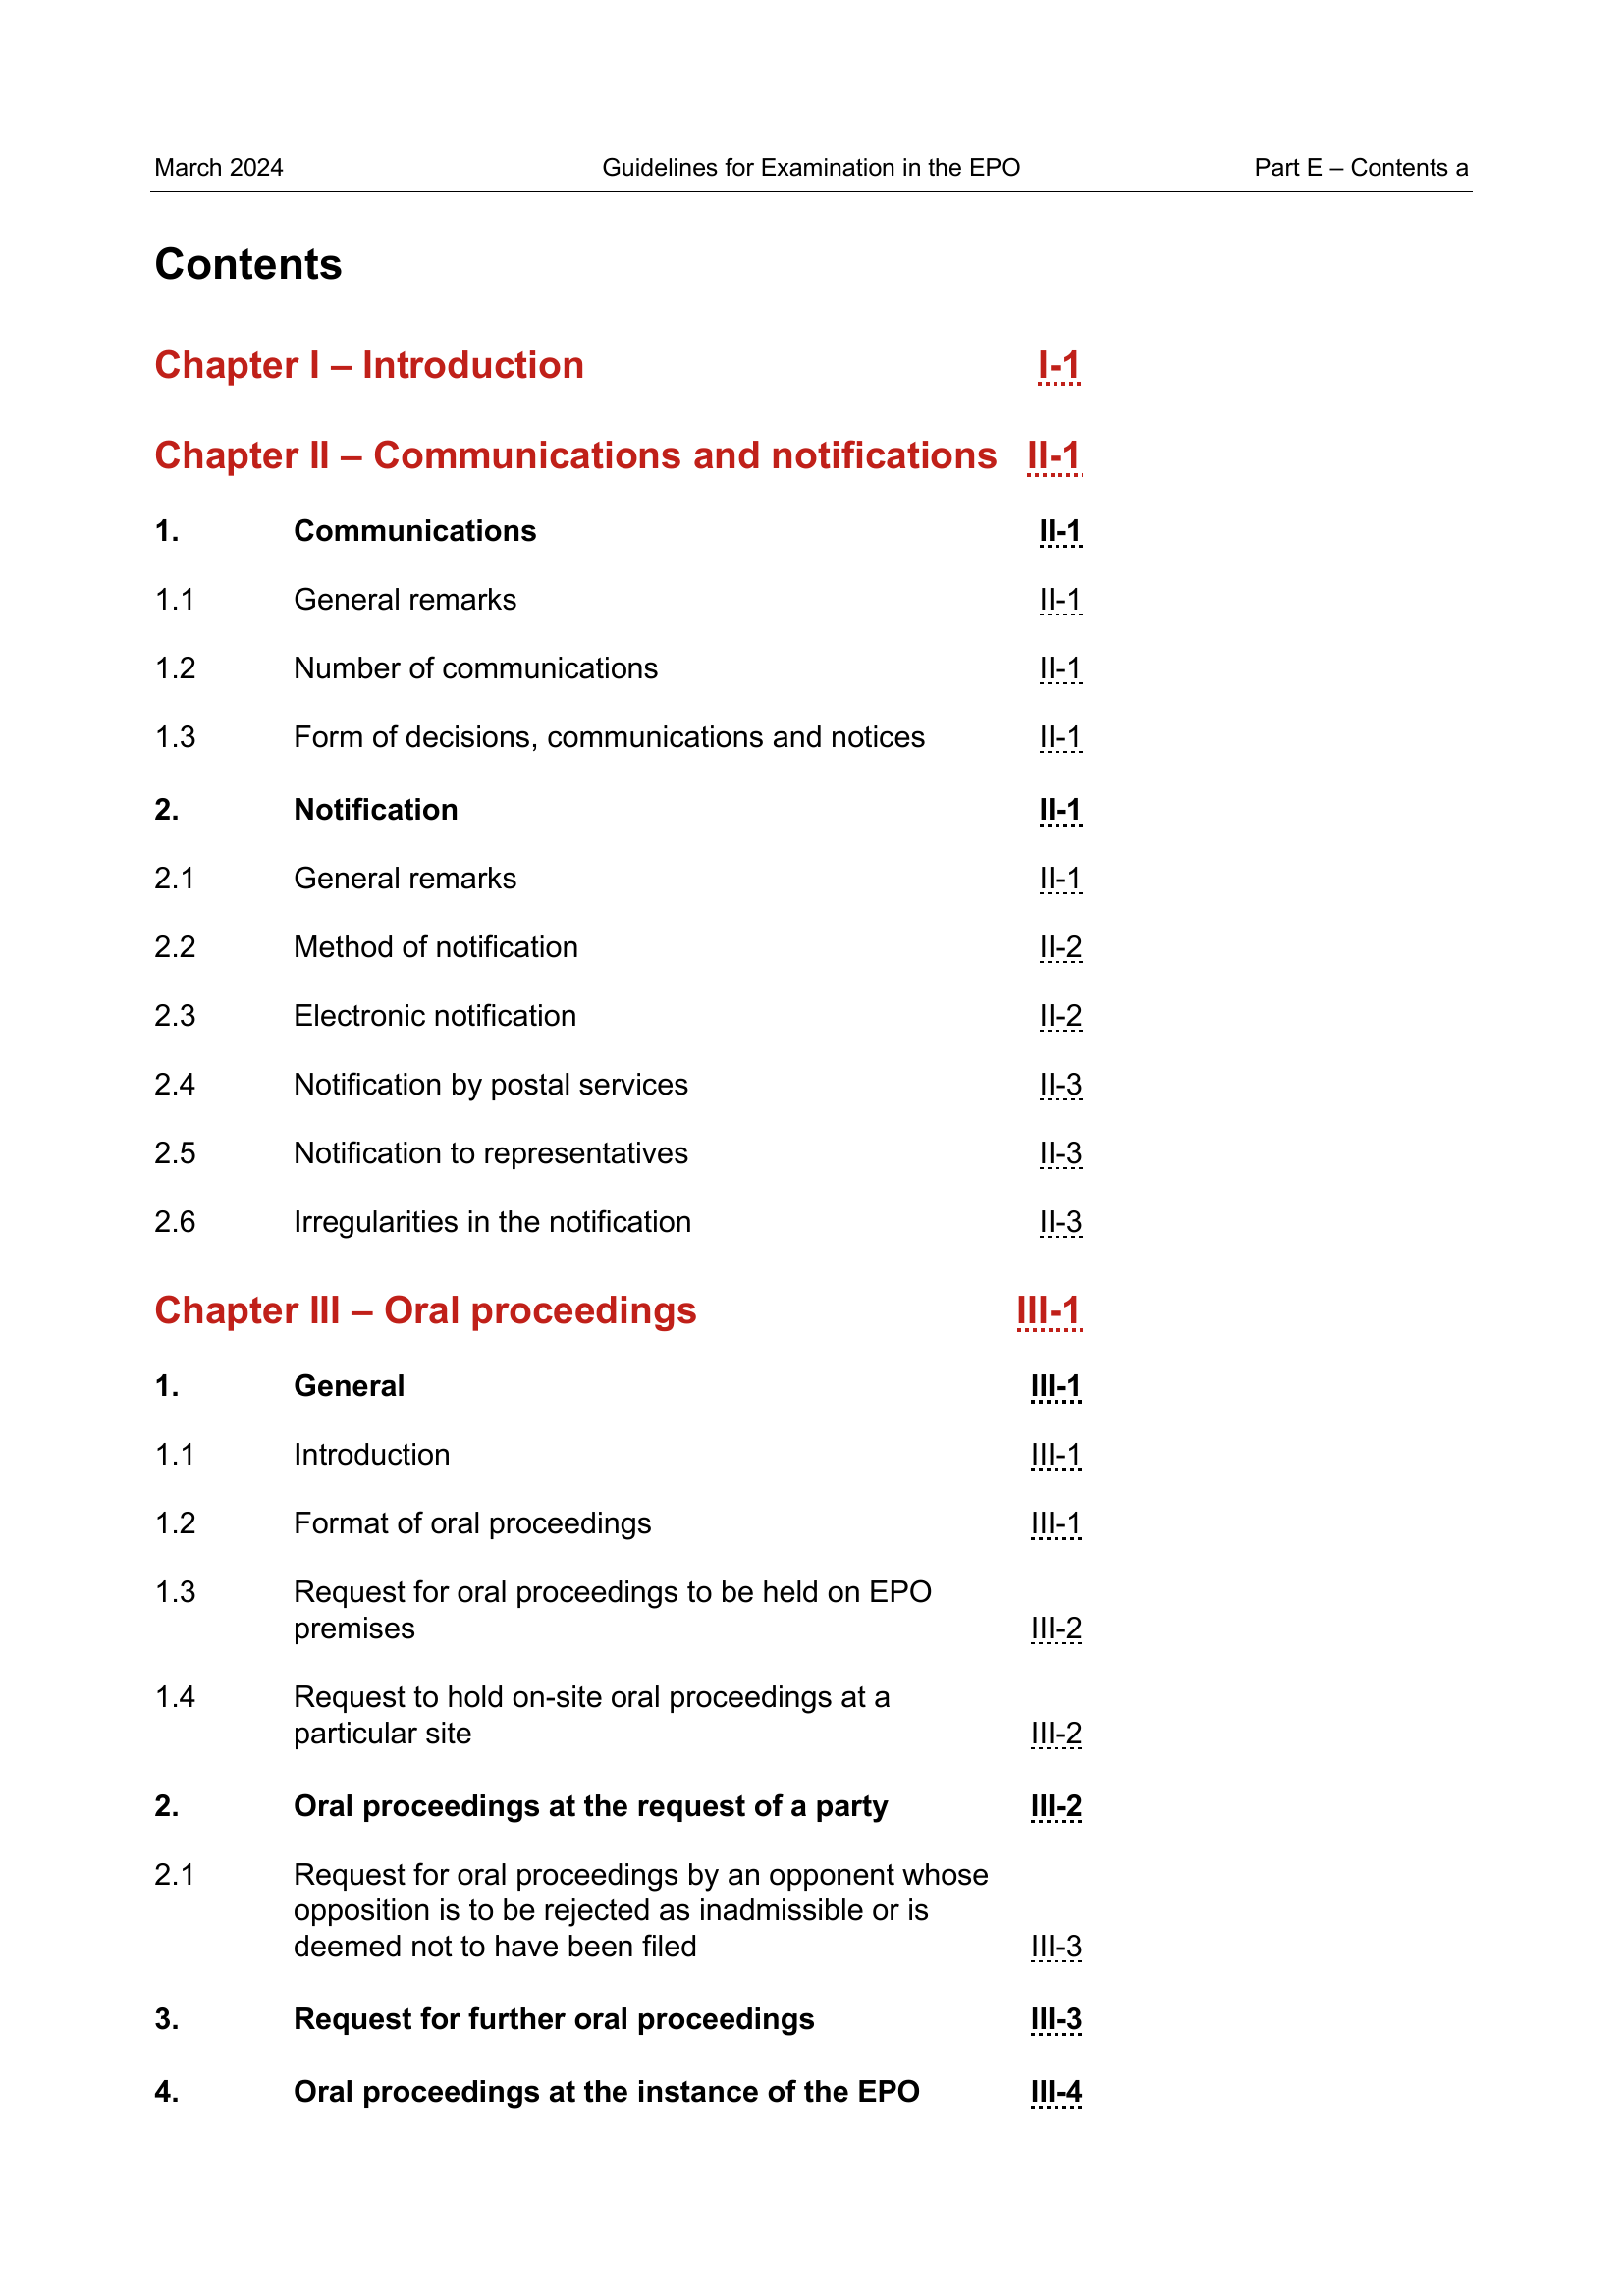 March 2024 Guidelines for Examination in the EPO Part E – Contents a
Contents
Chapter I – Introduction I-1
Chapter II – Communications and notifications II-1
1. Communications II-1
1.1 General remarks II-1
1.2 Number of communications II-1
1.3 Form of decisions, communications and notices II-1
2. Notification II-1
2.1 General remarks II-1
2.2 Method of notification II-2
2.3 Electronic notification II-2
2.4 Notification by postal services II-3
2.5 Notification to representatives II-3
2.6 Irregularities in the notification II-3
Chapter III – Oral proceedings III-1
1. General III-1
1.1 Introduction III-1
1.2 Format of oral proceedings III-1
1.3 Request for oral proceedings to be held on EPO
premises III-2
1.4 Request to hold on-site oral proceedings at a
particular site III-2
2. Oral proceedings at the request of a party III-2
2.1 Request for oral proceedings by an opponent whose
opposition is to be rejected as inadmissible or is
deemed not to have been filed III-3
3. Request for further oral proceedings III-3
4. Oral proceedings at the instance of the EPO III-4